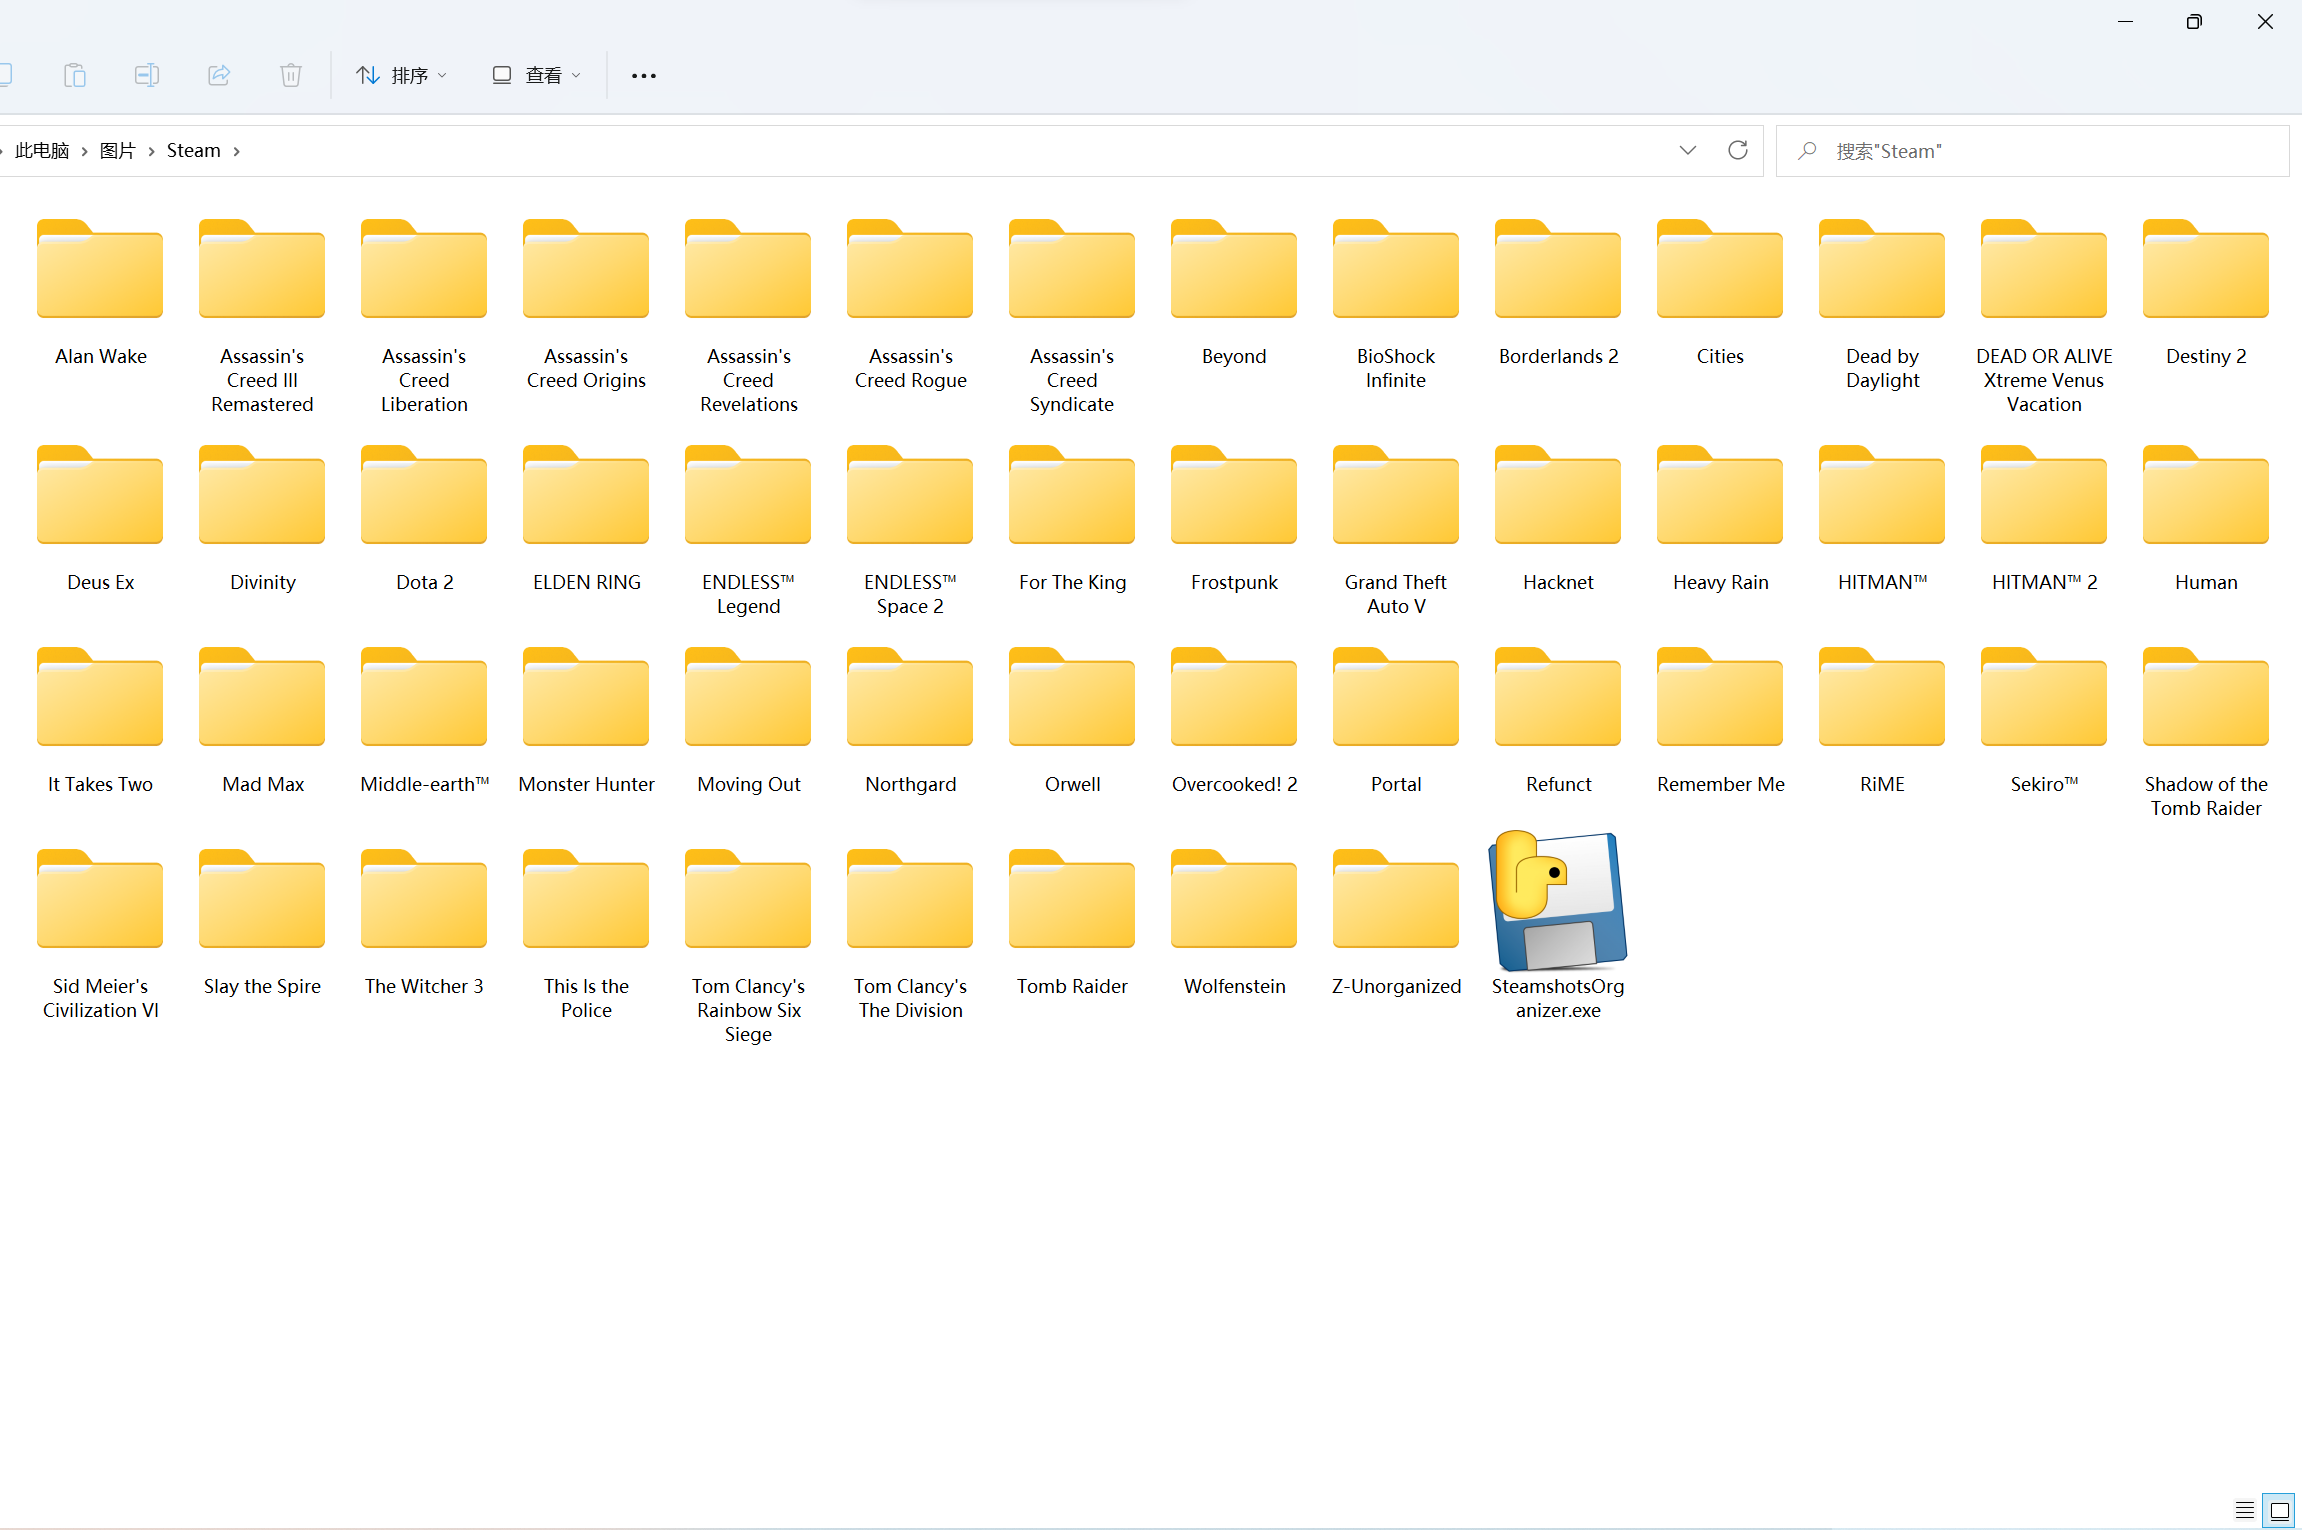 排序
查看
此电脑 图片 Steam
搜索"Steam"
Alan Wake
Assassin's
Creed III
Remastered
Assassin's
Creed
Liberation
Assassin's
Creed Origins
Assassin's
Creed
Revelations
Assassin's
Creed Rogue
Assassin's
Creed
Syndicate
Beyond
BioShock
Infinite
Borderlands 2
Cities
Dead by
Daylight
DEAD OR ALIVE
Xtreme Venus
Vacation
Destiny 2
Deus Ex
Divinity
Dota 2
ELDEN RING
ENDLESS™
Legend
ENDLESS™
Space 2
For The King
Frostpunk
Grand Theft
Auto V
Hacknet
Heavy Rain
HITMAN™
HITMAN™ 2
Human
It Takes Two
Mad Max
Middle-earth™
Monster Hunter
Moving Out
Northgard
Orwell
Overcooked! 2
Portal
Refunct
Remember Me
RiME
Sekiro™
Shadow of the
Tomb Raider
Sid Meier's
Civilization VI
Slay the Spire
The Witcher 3
This Is the
Police
Tom Clancy's
Rainbow Six
Siege
Tom Clancy's
The Division
Tomb Raider
Wolfenstein
Z-Unorganized
SteamshotsOrg
anizer.exe